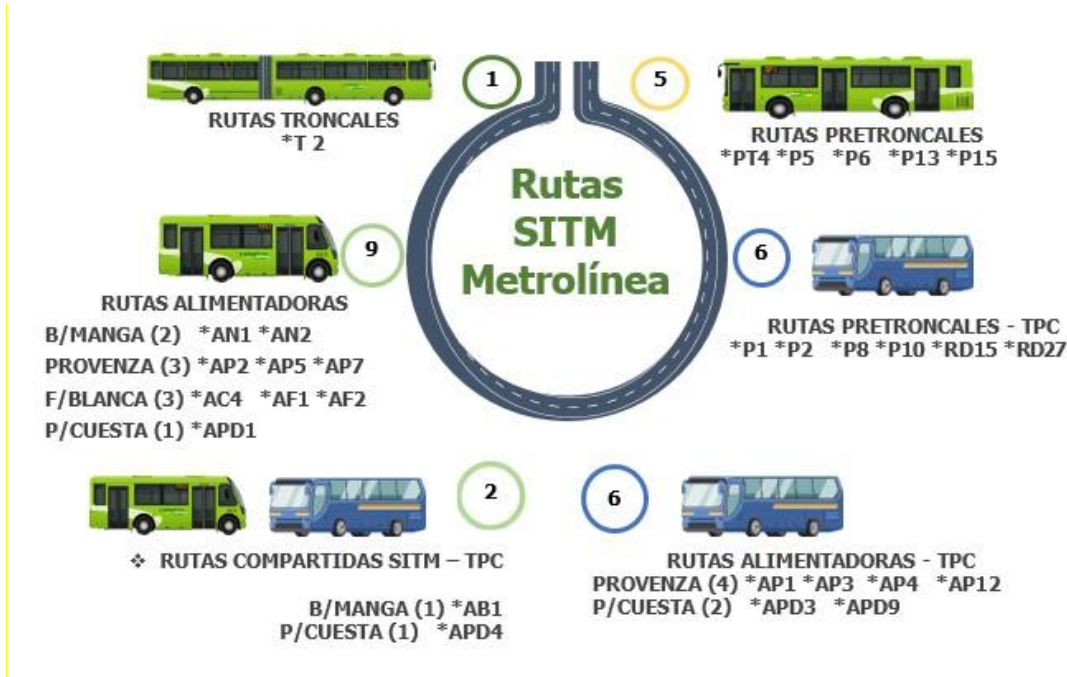 1
RUTAS TRONCALES
*T 2
5
RUTAS PRETRONCALES
*PT4 *P5 *P6 *P13 *P15
Rutas
SITM
Metrolínea
9
RUTAS ALIMENTADORAS
B/MANGA (2) *AN1 *AN2
PROVENZA (3) *AP2 *AP5 *AP7
F/BLANCA (3) *AC4 *AF1 *AF2
P/CUESTA (1) *APD1
6
RUTAS PRETRONCALES - TPC
*P1 *P2 *P8 *P10 *RD15 *RD27
2
❖ RUTAS COMPARTIDAS SITM – TPC
B/MANGA (1) *AB1
P/CUESTA (1) *APD4
6
RUTAS ALIMENTADORAS - TPC
PROVENZA (4) *AP1 *AP3 *AP4 *AP12
P/CUESTA (2) *APD3 *APD9